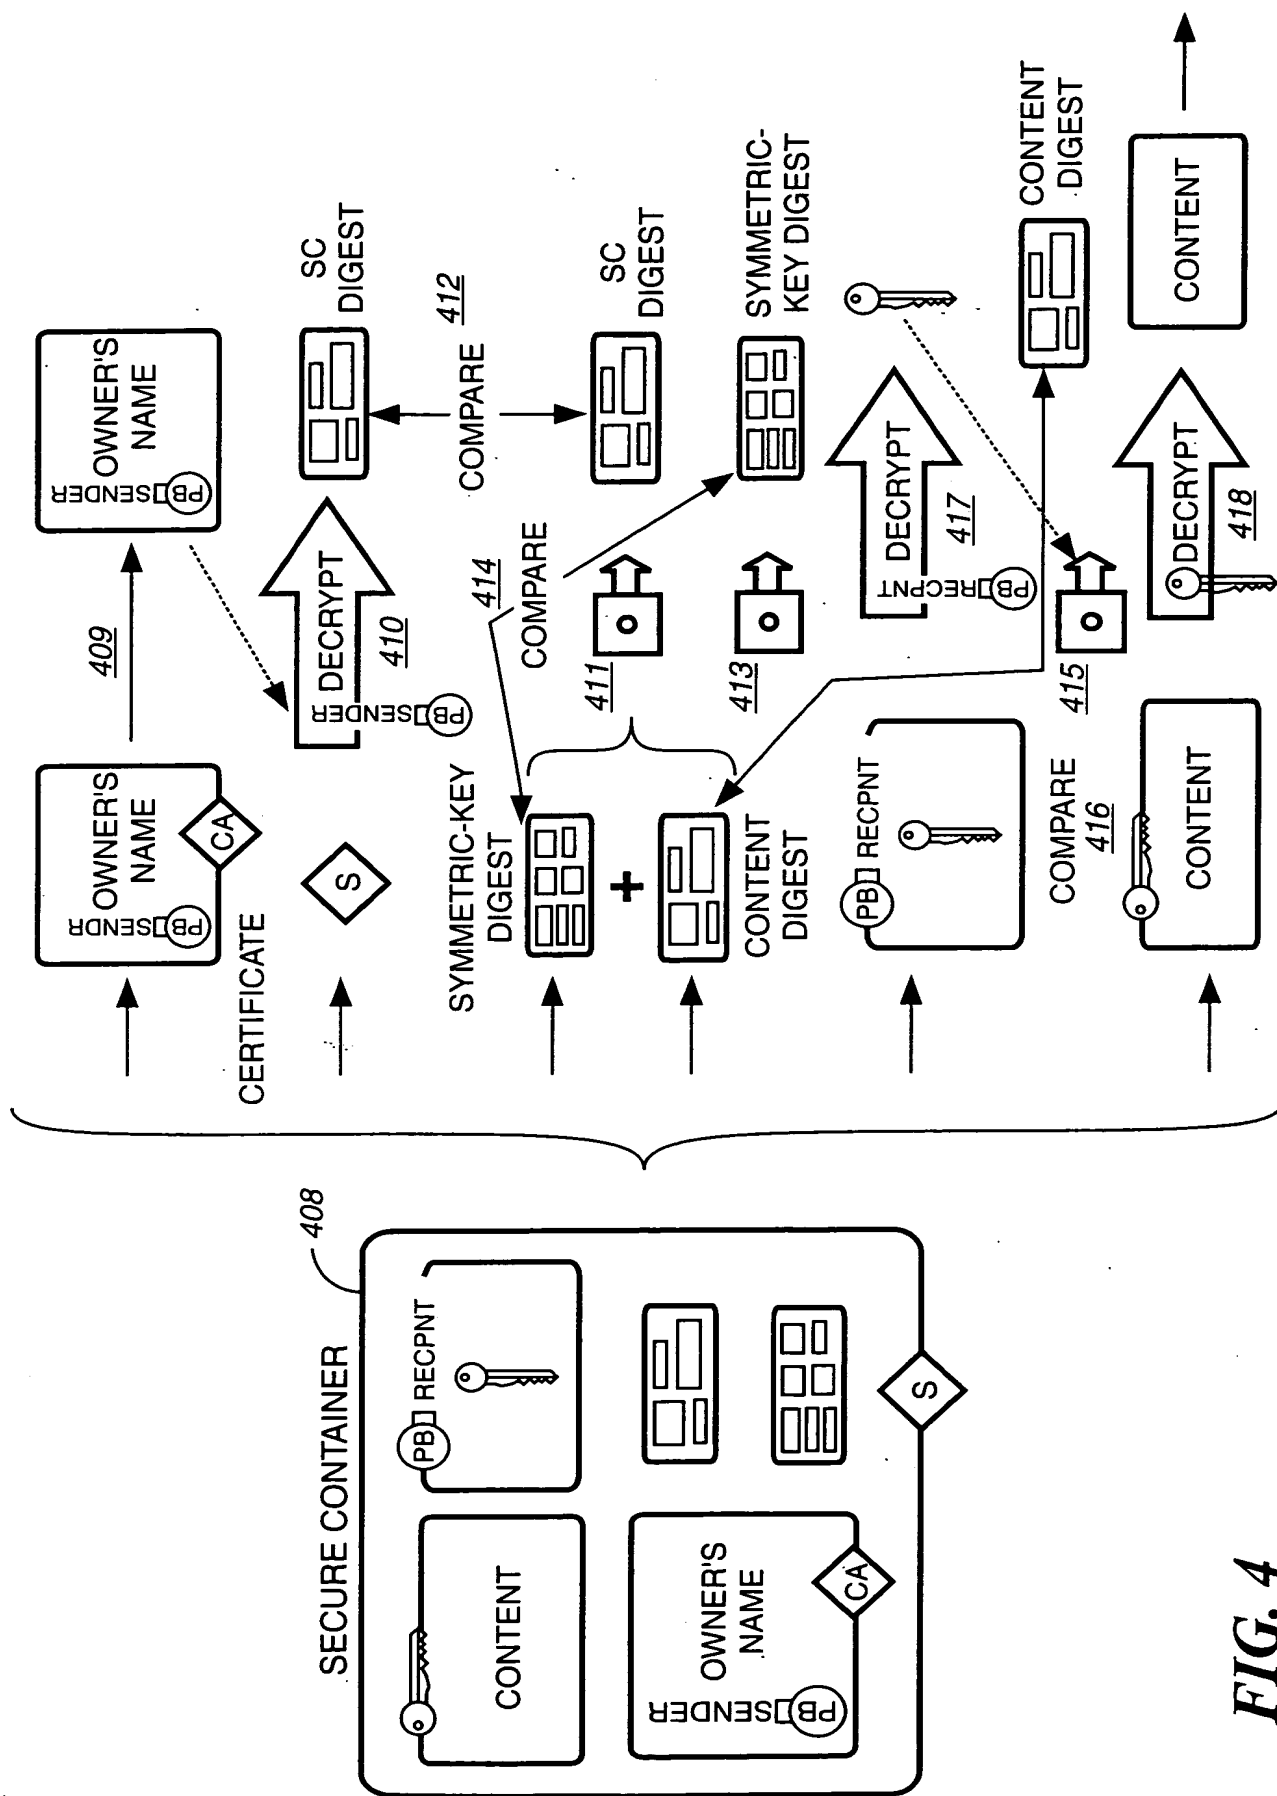 SECURE CONTAINER
408
CONTENT
PB RECPNT
PB SENDER
OWNER'S
NAME
CA
S
PB SENDR
OWNER'S
NAME
CA
CERTIFICATE
409
PB SENDER
OWNER'S
NAME
S
PB SENDER
DECRYPT
410
SC
DIGEST
COMPARE
412
SYMMETRIC-KEY
DIGEST
+
CONTENT
DIGEST
414
COMPARE
411
SC
DIGEST
413
SYMMETRIC-
KEY DIGEST
PB RECPNT
PB RECPNT
DECRYPT
417
COMPARE
416
415
CONTENT
DIGEST
CONTENT
DECRYPT
418
CONTENT
FIG. 4